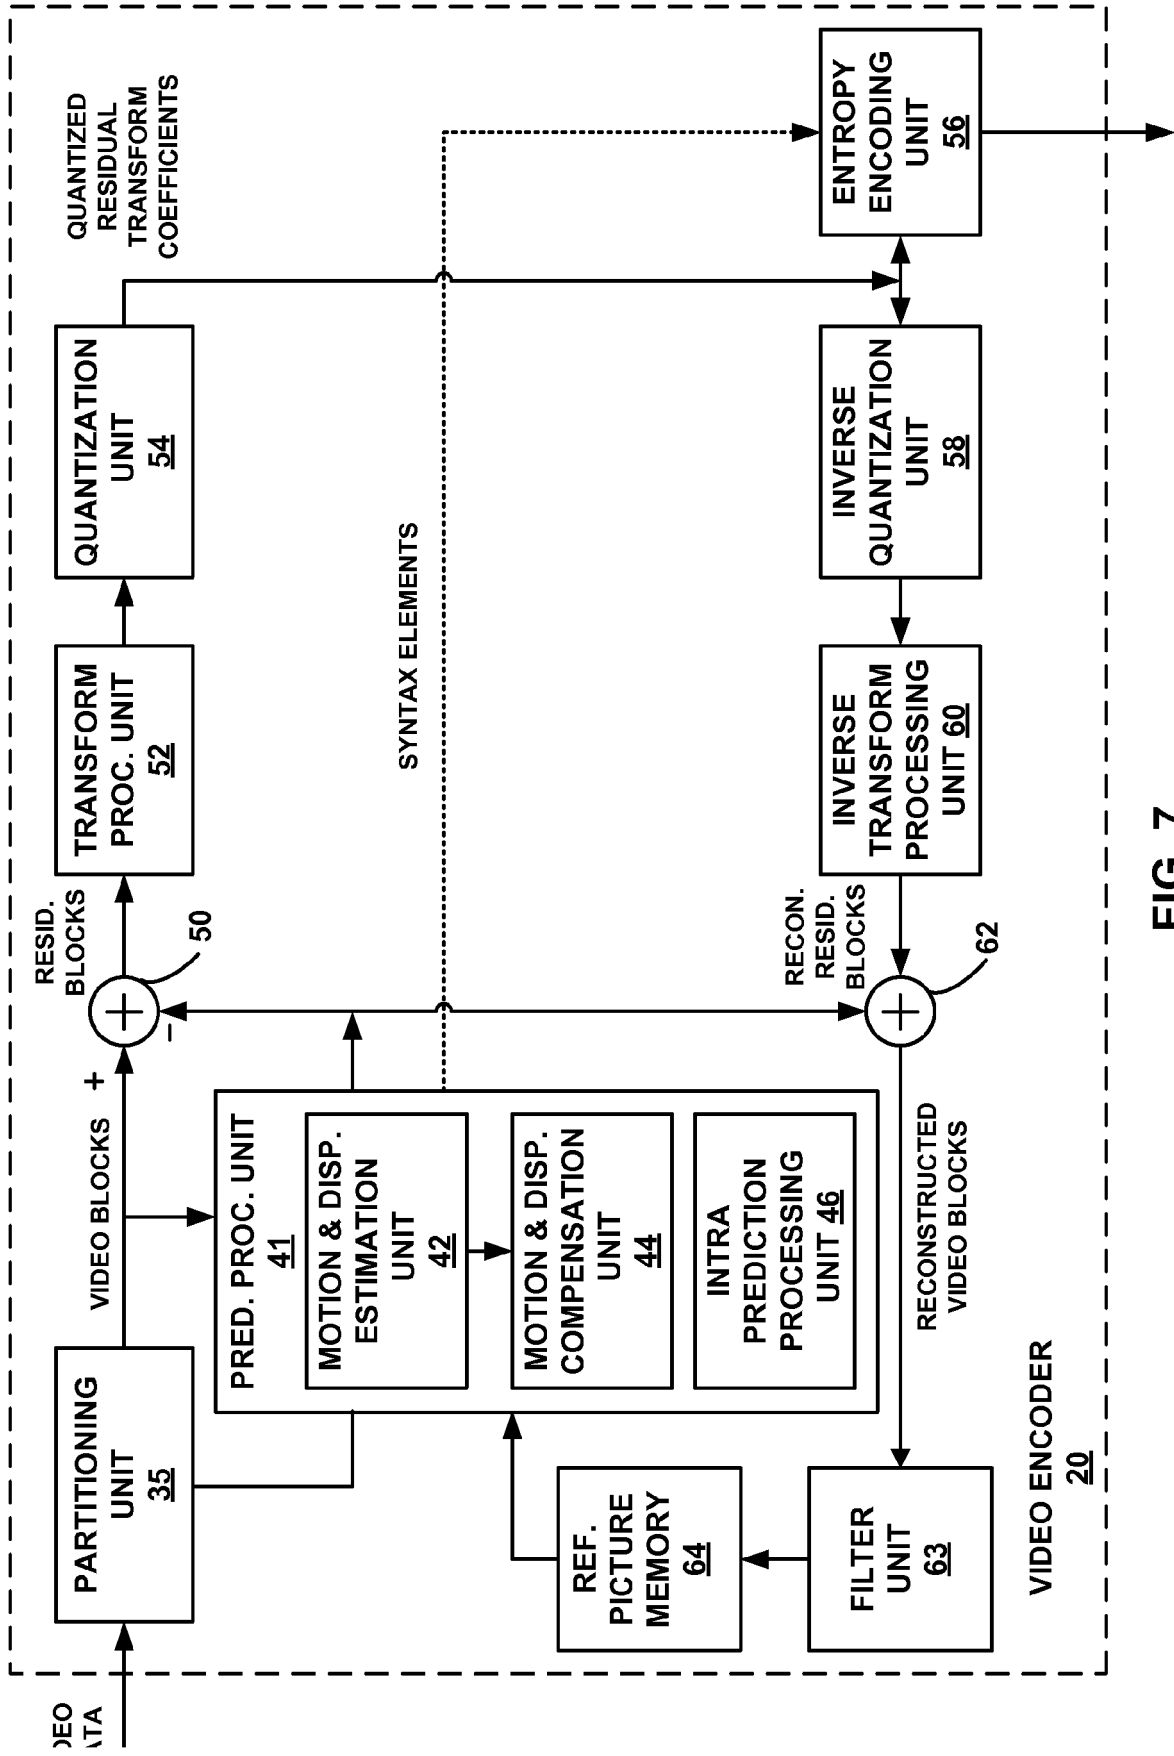 DEO
ATA
PARTITIONING
UNIT
35
VIDEO BLOCKS
+
–
RESID.
BLOCKS
50
TRANSFORM
PROC. UNIT
52
QUANTIZATION
UNIT
54
QUANTIZED
RESIDUAL
TRANSFORM
COEFFICIENTS
PRED. PROC. UNIT
41
MOTION & DISP.
ESTIMATION
UNIT
42
MOTION & DISP.
COMPENSATION
UNIT
44
INTRA
PREDICTION
PROCESSING
UNIT 46
SYNTAX ELEMENTS
REF.
PICTURE
MEMORY
64
FILTER
UNIT
63
RECONSTRUCTED
VIDEO BLOCKS
RECON.
RESID.
BLOCKS
62
INVERSE
TRANSFORM
PROCESSING
UNIT 60
INVERSE
QUANTIZATION
UNIT
58
ENTROPY
ENCODING
UNIT
56
VIDEO ENCODER
20
FIG. 7